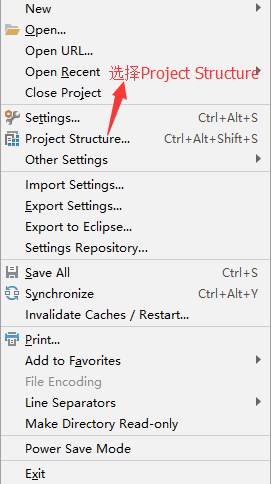 New
Open...
Open URL...
Open Recent 选择Project Structure
Close Project
Settings... Ctrl+Alt+S
Project Structure... Ctrl+Alt+Shift+S
Other Settings
Import Settings...
Export Settings...
Export to Eclipse...
Settings Repository...
Save All Ctrl+S
Synchronize Ctrl+Alt+Y
Invalidate Caches / Restart...
Print...
Add to Favorites
File Encoding
Line Separators
Make Directory Read-only
Power Save Mode
Exit